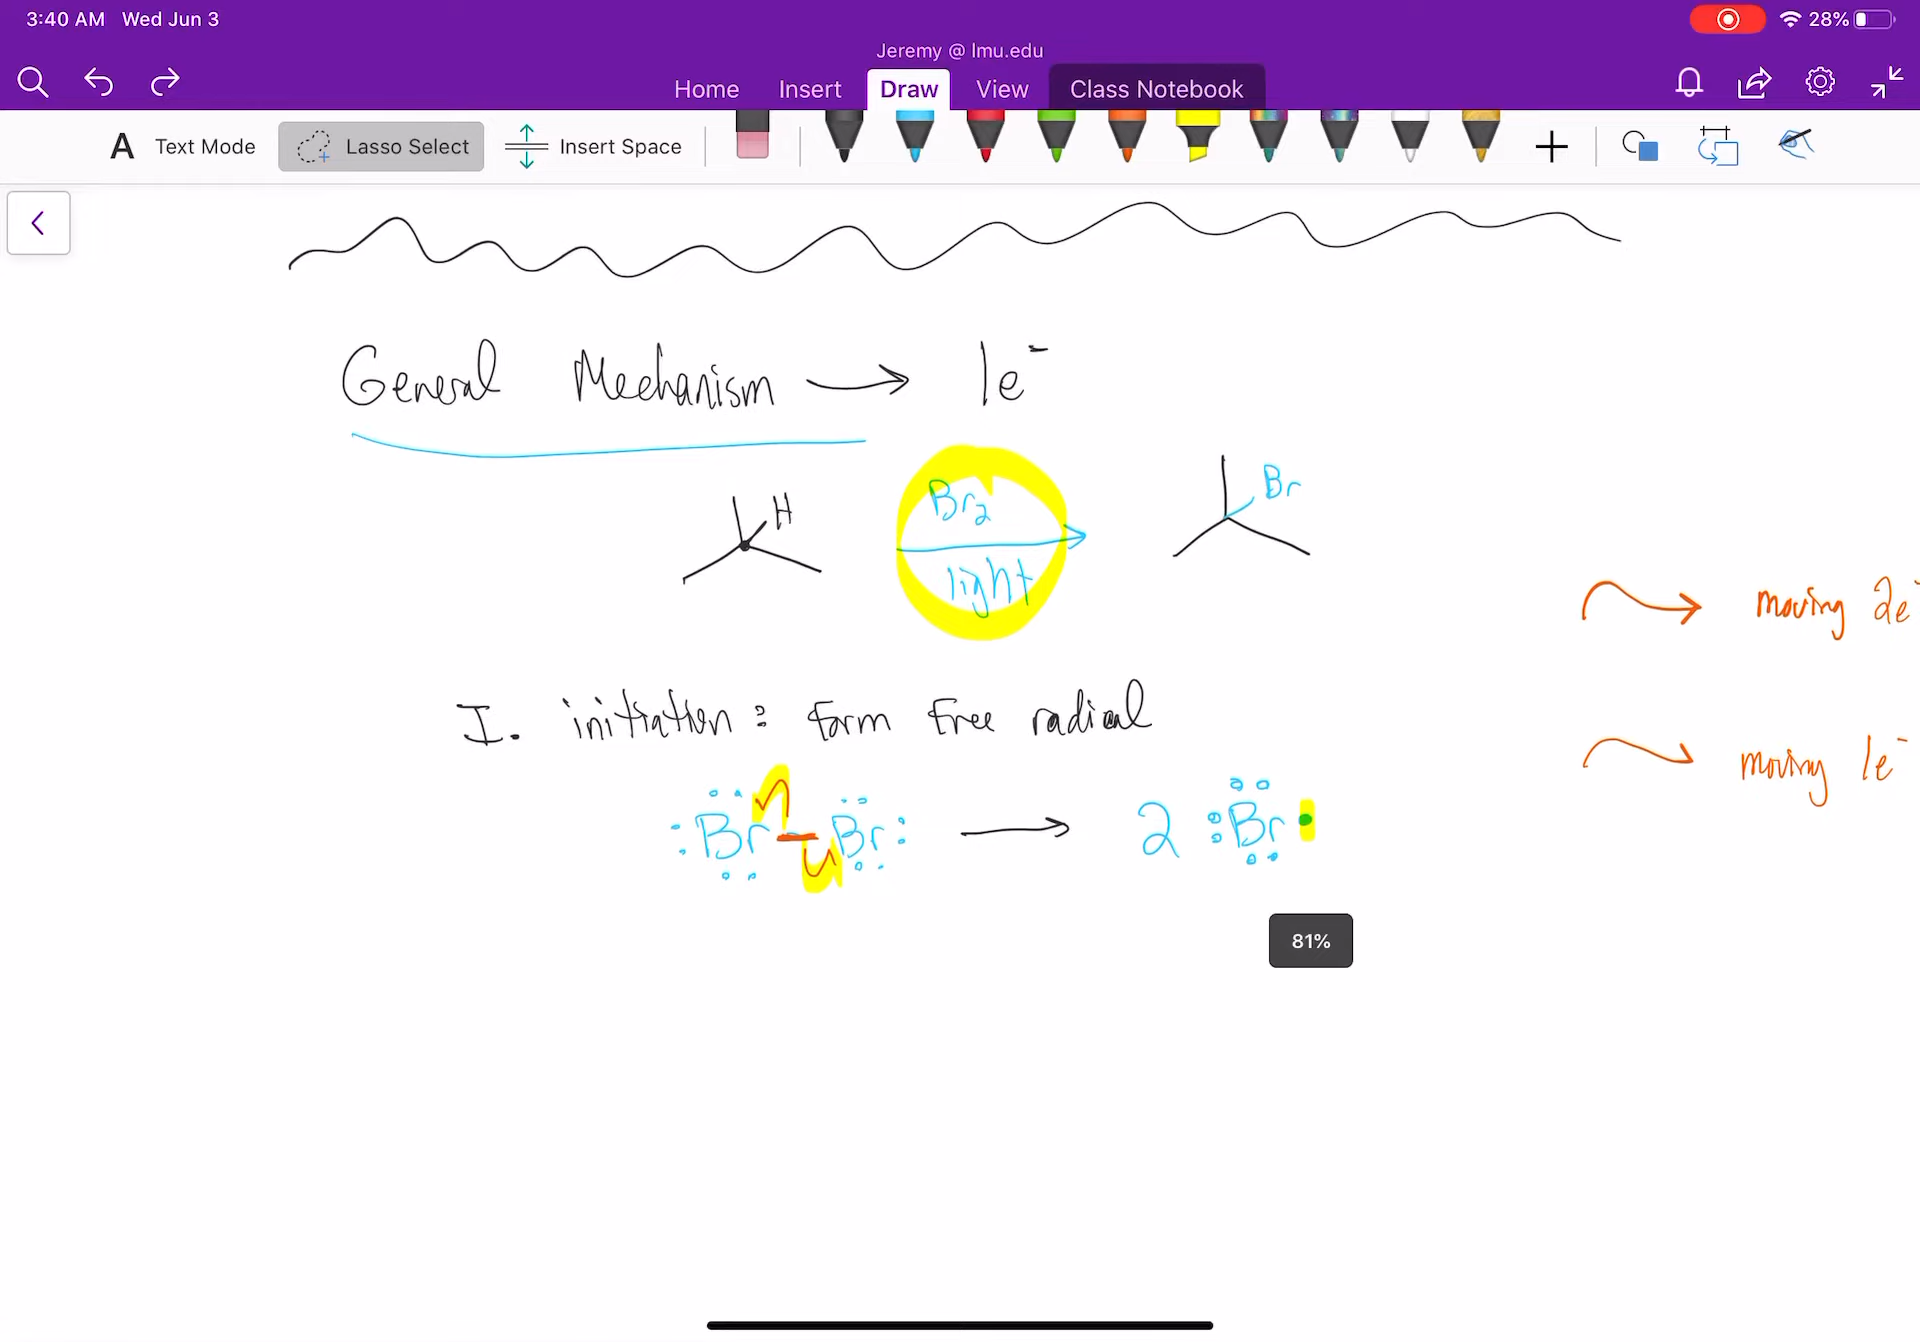 3:40 AM Wed Jun 3
28%
Jeremy @ lmu.edu
Home Insert Draw View Class Notebook
A Text Mode Lasso Select Insert Space
General Mechanism → 1e⁻
H Br₂ Br
light
moving 2e⁻
I. initiation: Form Free radical
moving 1e⁻
:Br–Br: → 2 :Br•
81%